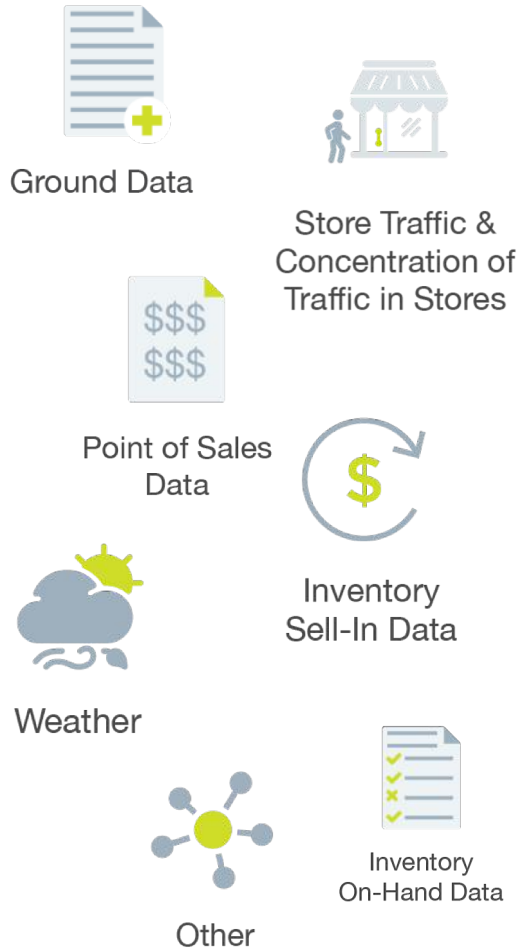 Ground Data
Store Traffic &
Concentration of
Traffic in Stores
$$$
$$$
Point of Sales
Data
$
Inventory
Sell-In Data
Weather
Inventory
On-Hand Data
Other